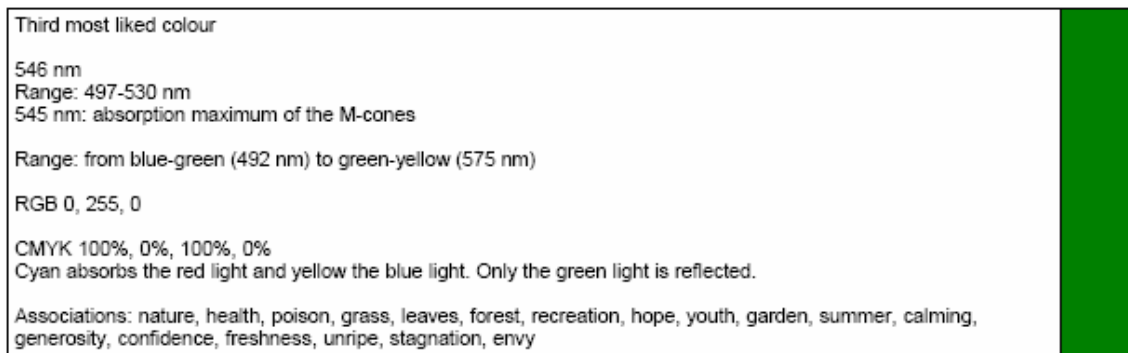 Third most liked colour
546 nm
Range: 497-530 nm
545 nm: absorption maximum of the M-cones
Range: from blue-green (492 nm) to green-yellow (575 nm)
RGB 0, 255, 0
CMYK 100%, 0%, 100%, 0%
Cyan absorbs the red light and yellow the blue light. Only the green light is reflected.
Associations: nature, health, poison, grass, leaves, forest, recreation, hope, youth, garden, summer, calming,
generosity, confidence, freshness, unripe, stagnation, envy